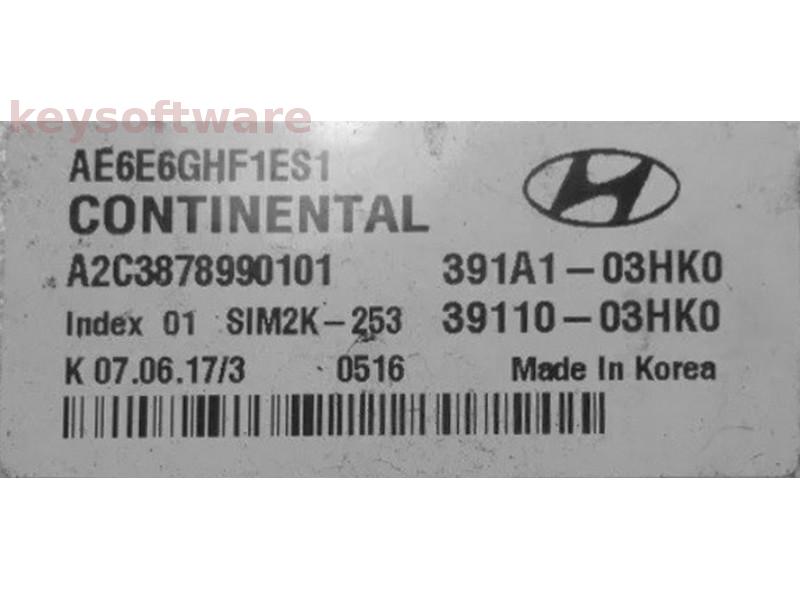 keysoftware
AE6E6GHF1ES1
CONTINENTAL
A2C3878990101 391A1-03HK0
Index 01 SIM2K-253 39110-03HK0
K 07.06.17/3 0516 Made In Korea